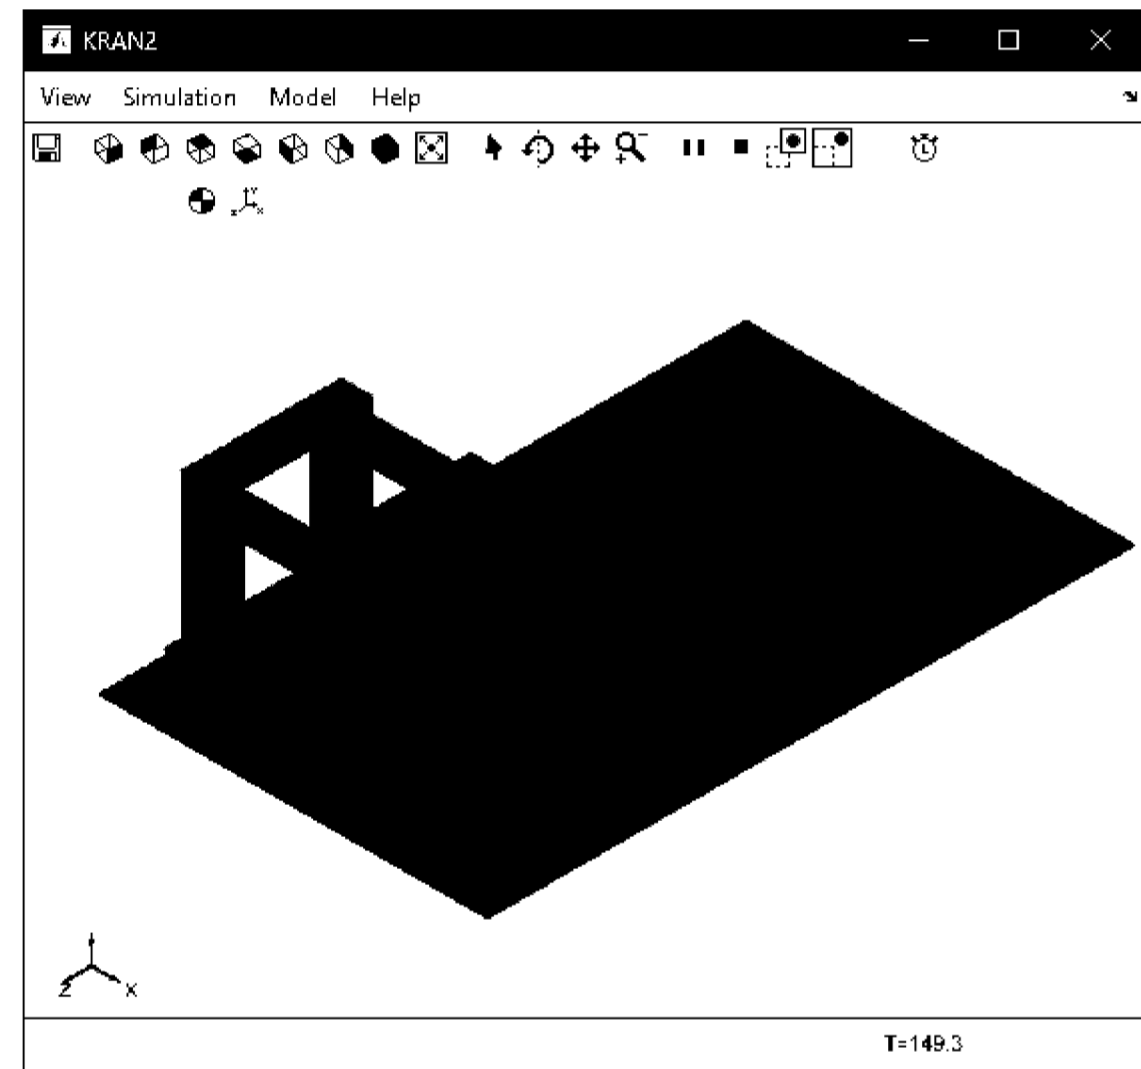 KRAN2
View Simulation Model Help
Y
Z X
Z X
T=149.3